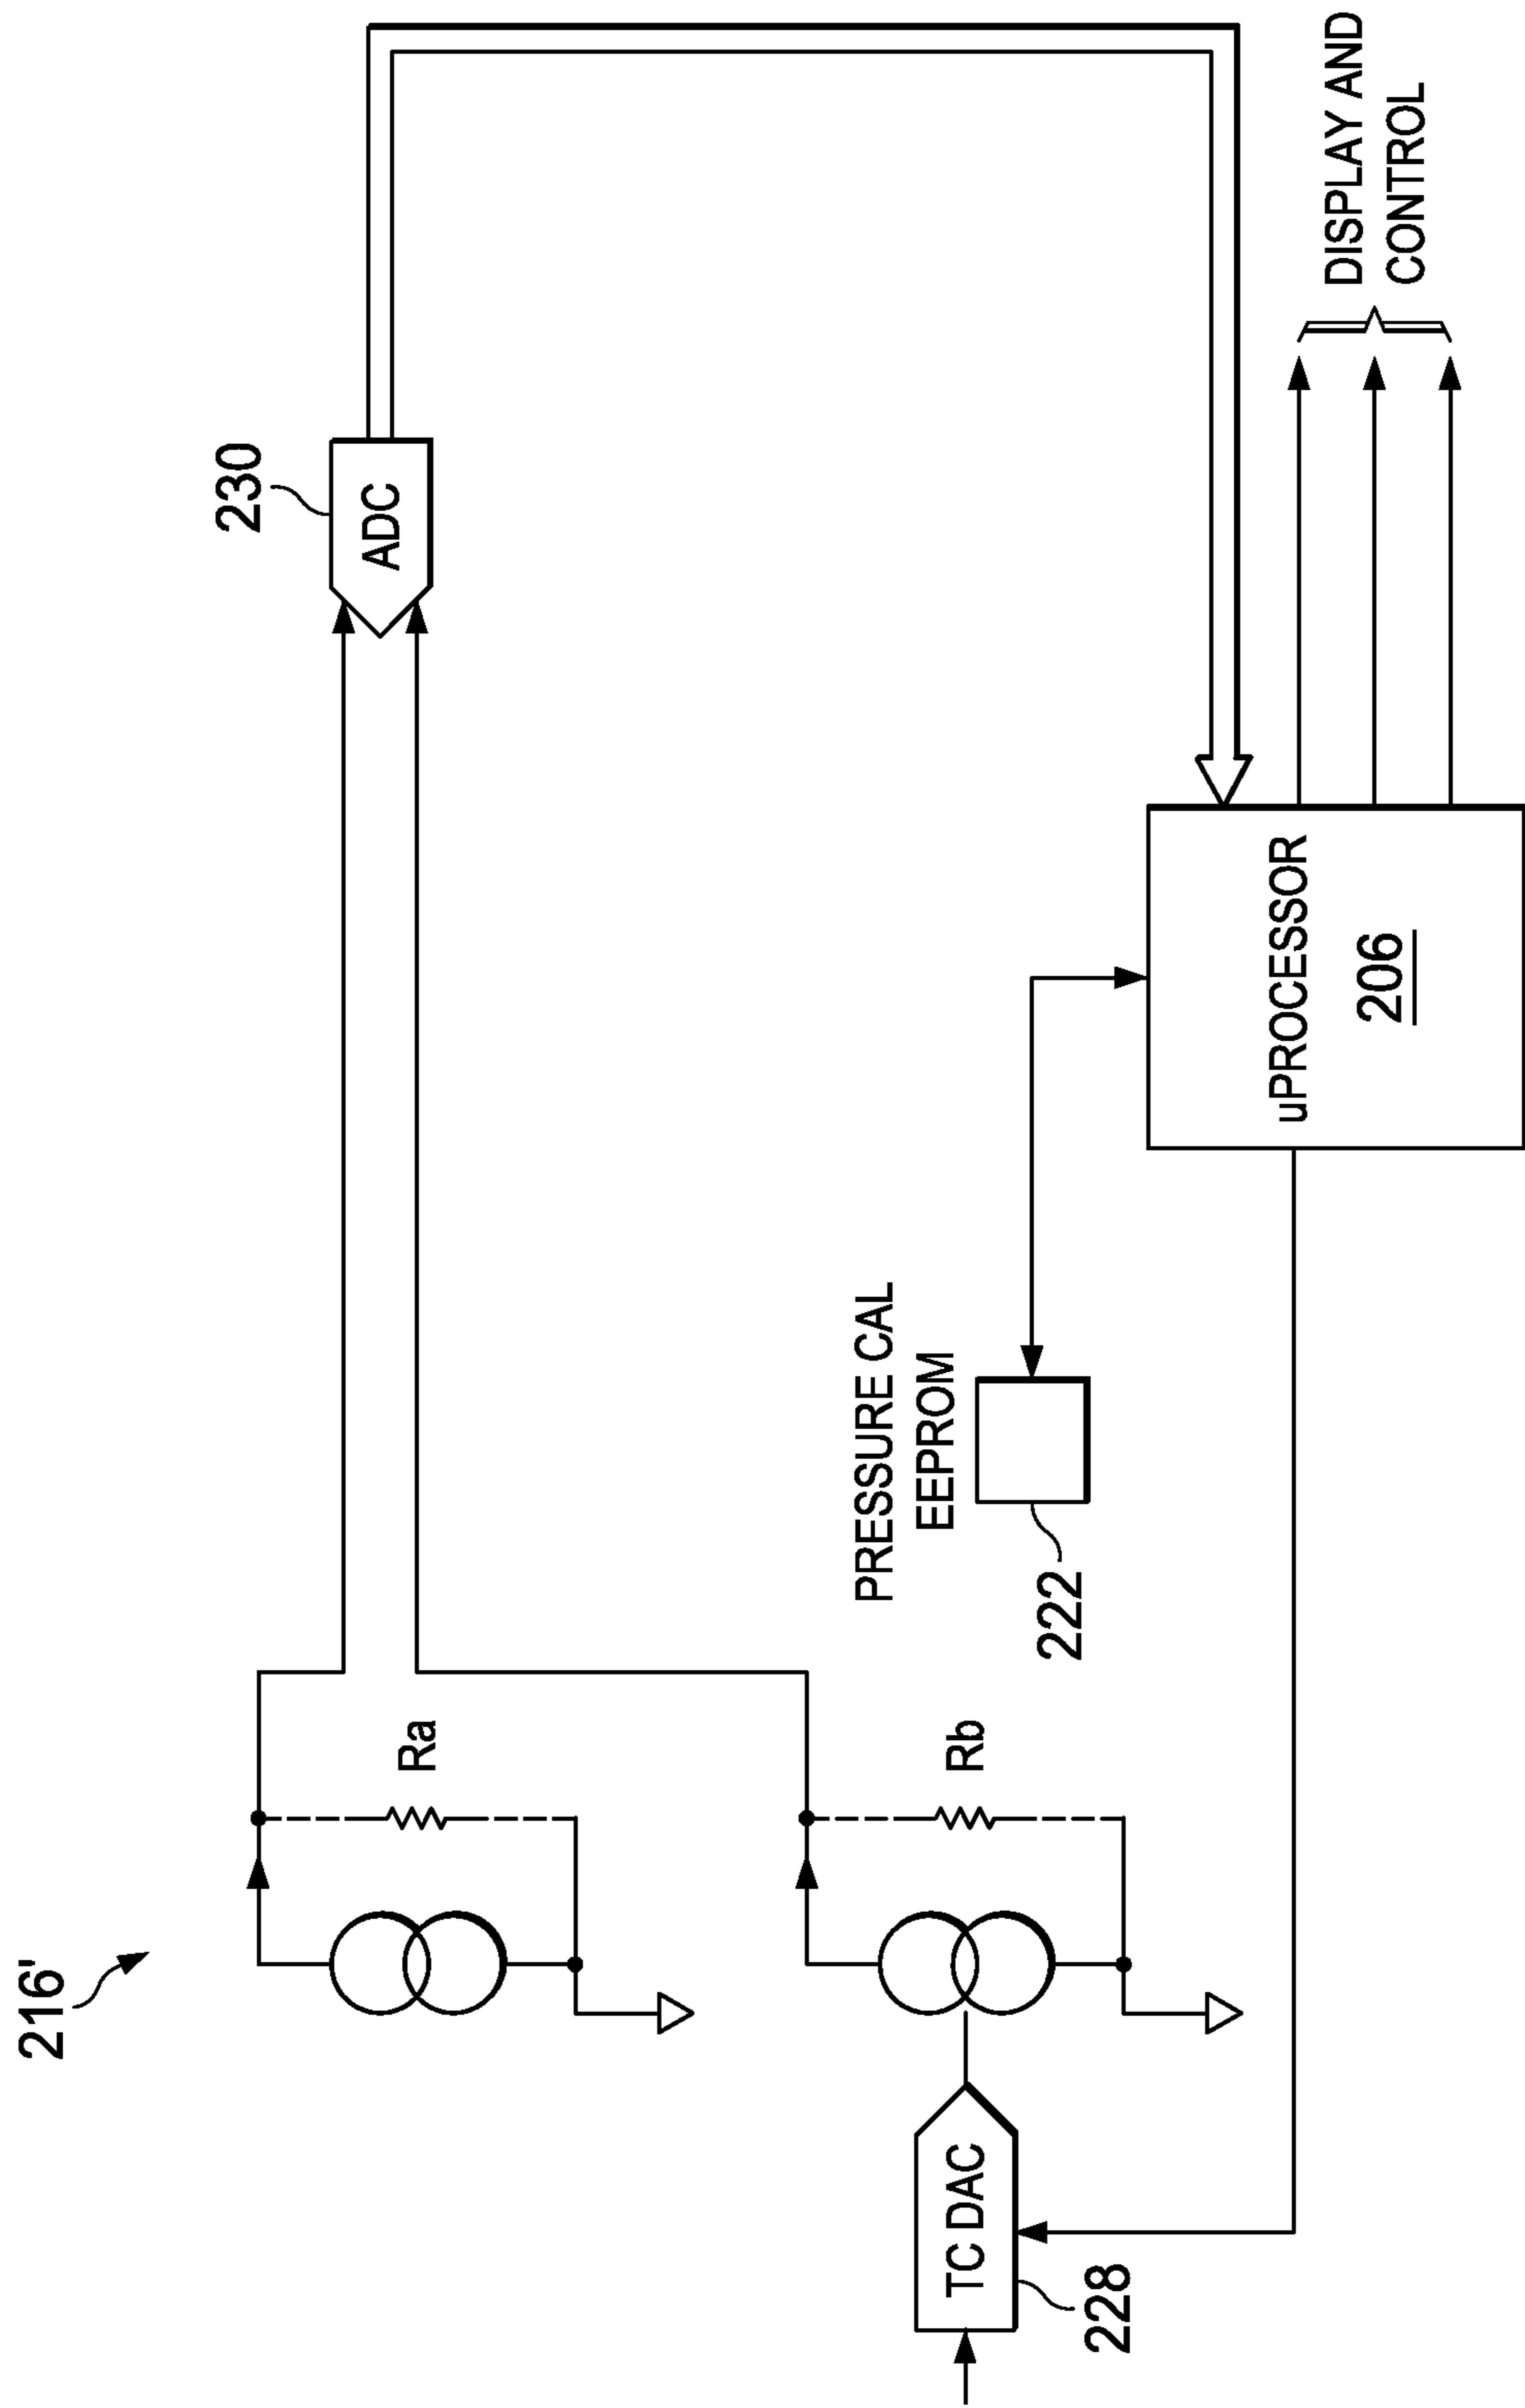 216'
Ra
Rb
TC DAC
228
230
ADC
PRESSURE CAL
EEPROM
222
uPROCESSOR
206
DISPLAY AND
CONTROL